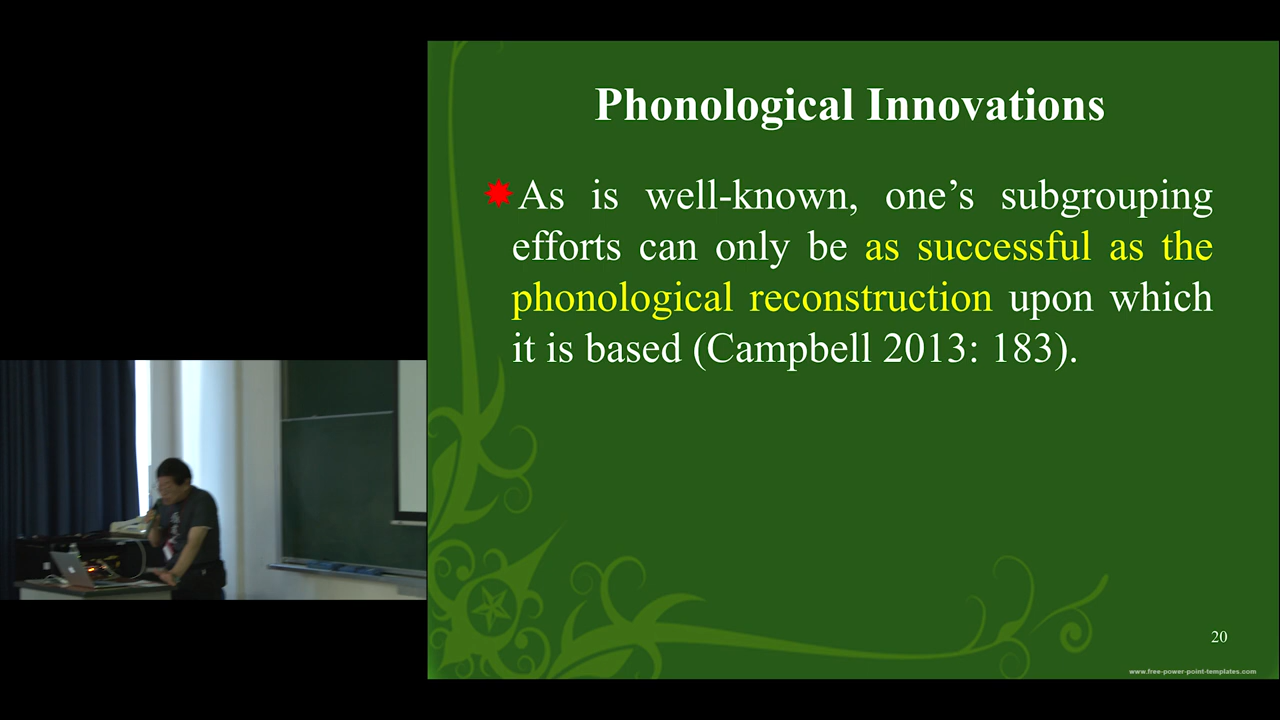 Phonological Innovations
As is well-known, one’s subgrouping
efforts can only be as successful as the
phonological reconstruction upon which
it is based (Campbell 2013: 183).
20
www.free-power-point-templates.com